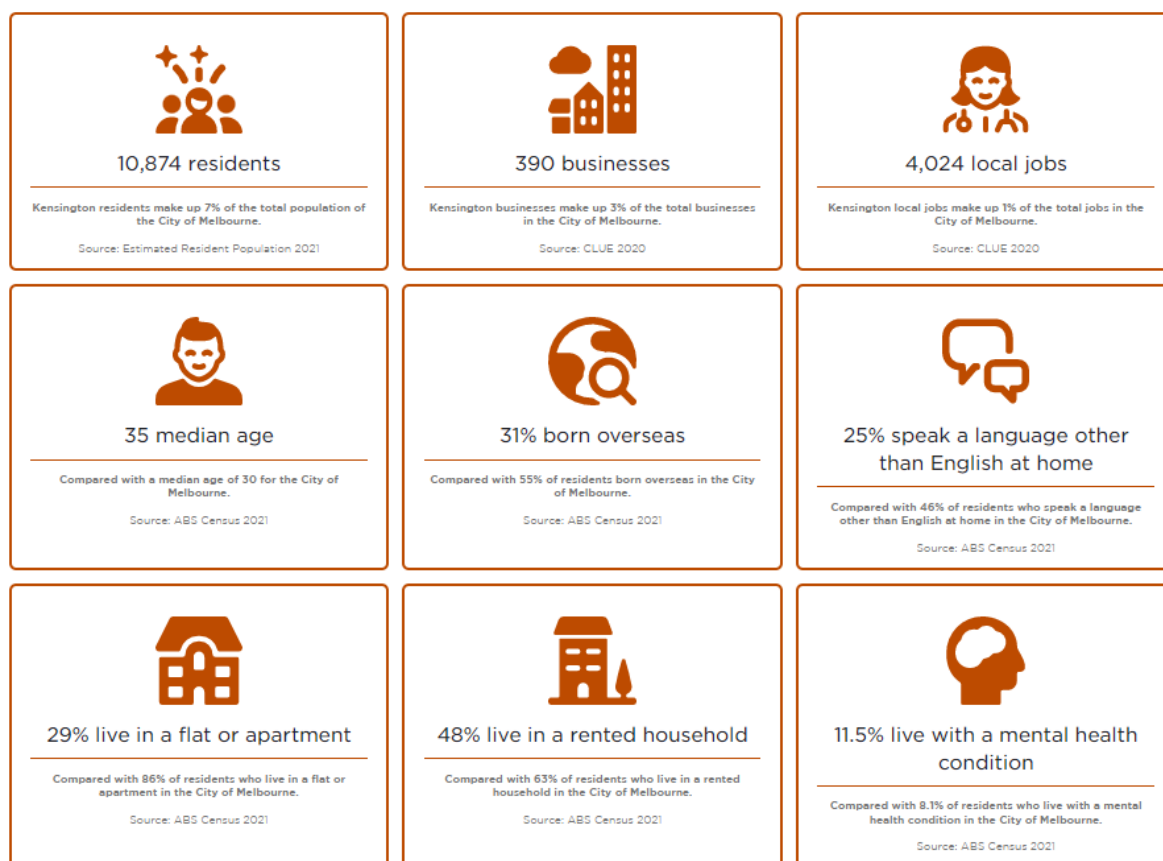 10,874 residents
Kensington residents make up 7% of the total population of
the City of Melbourne.
Source: Estimated Resident Population 2021
390 businesses
Kensington businesses make up 3% of the total businesses
in the City of Melbourne.
Source: CLUE 2020
4,024 local jobs
Kensington local jobs make up 1% of the total jobs in the
City of Melbourne.
Source: CLUE 2020
35 median age
Compared with a median age of 30 for the City of
Melbourne.
Source: ABS Census 2021
31% born overseas
Compared with 55% of residents born overseas in the City
of Melbourne.
Source: ABS Census 2021
25% speak a language other
than English at home
Compared with 46% of residents who speak a language
other than English at home in the City of Melbourne.
Source: ABS Census 2021
29% live in a flat or apartment
Compared with 86% of residents who live in a flat or
apartment in the City of Melbourne.
Source: ABS Census 2021
48% live in a rented household
Compared with 63% of residents who live in a rented
household in the City of Melbourne.
Source: ABS Census 2021
11.5% live with a mental health
condition
Compared with 8.1% of residents who live with a mental
health condition in the City of Melbourne.
Source: ABS Census 2021